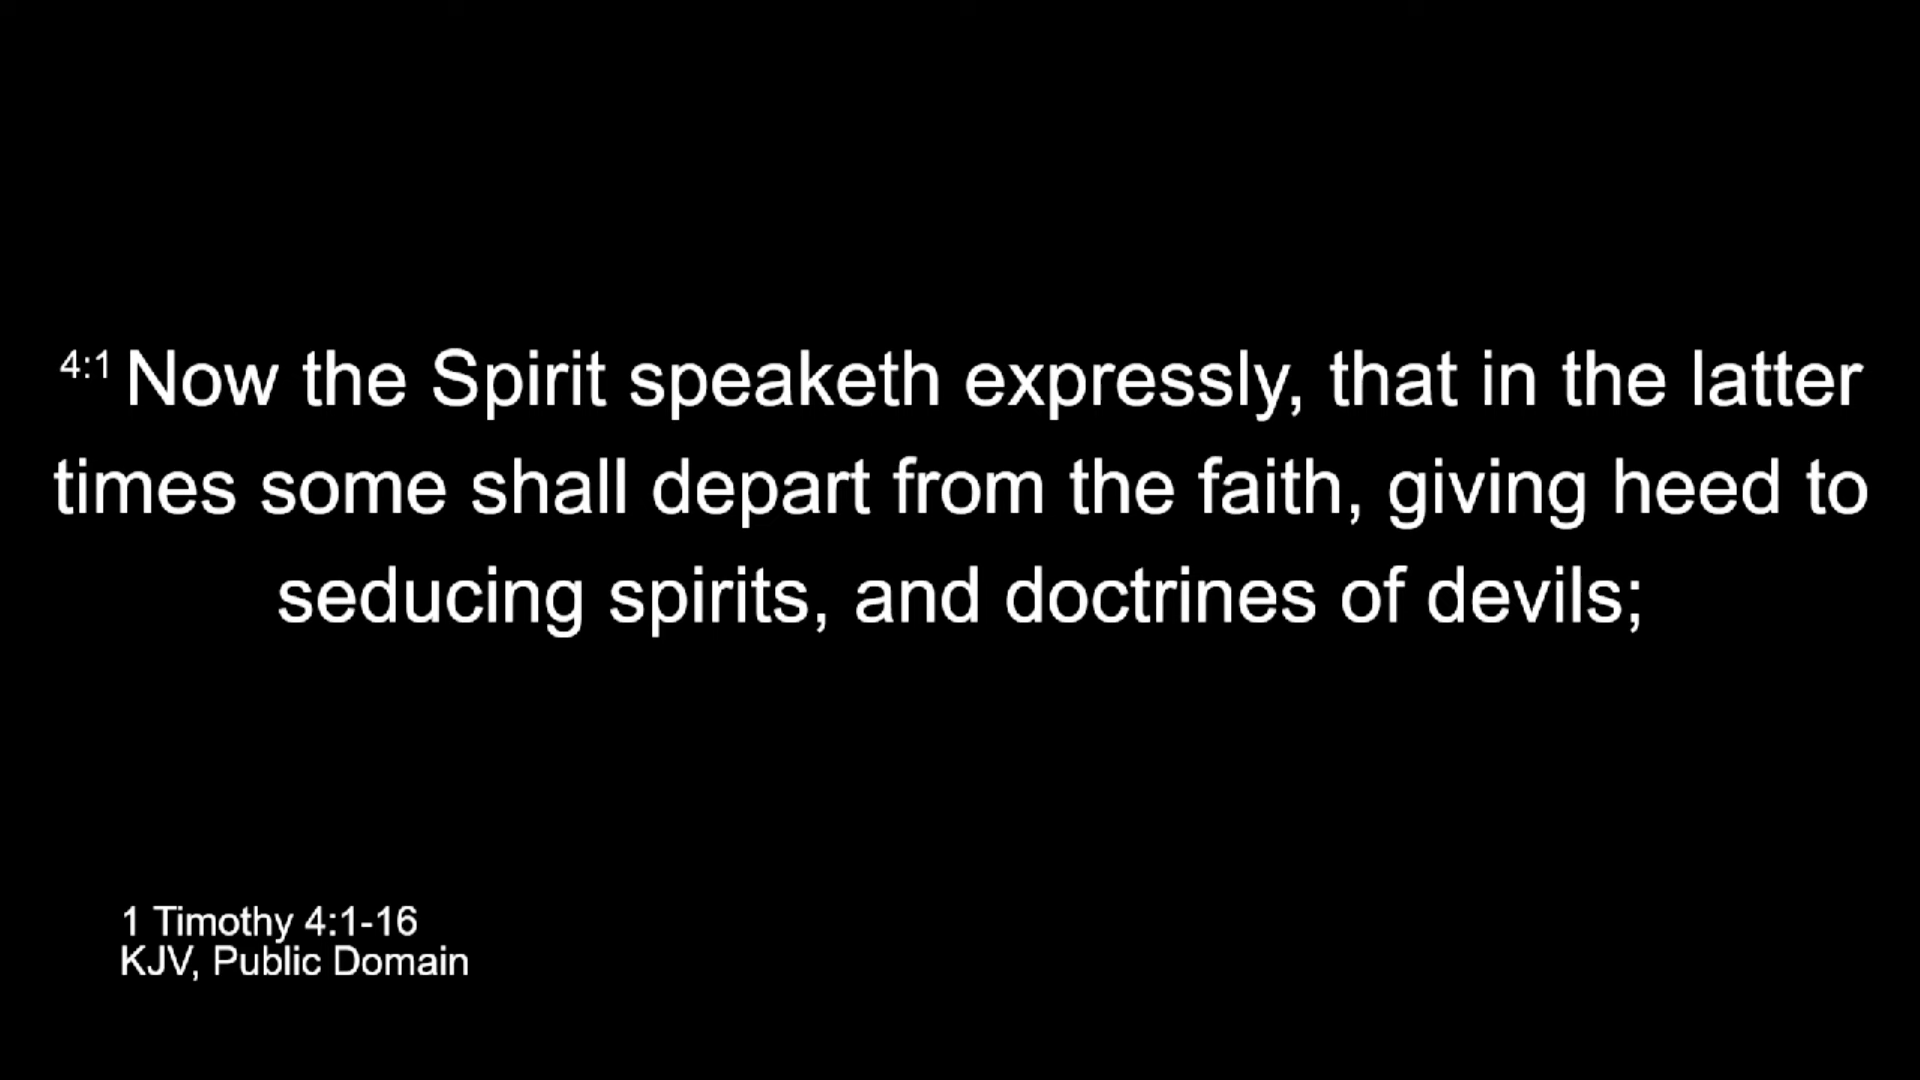 4:1 Now the Spirit speaketh expressly, that in the latter
times some shall depart from the faith, giving heed to
seducing spirits, and doctrines of devils;
1 Timothy 4:1-16
KJV, Public Domain